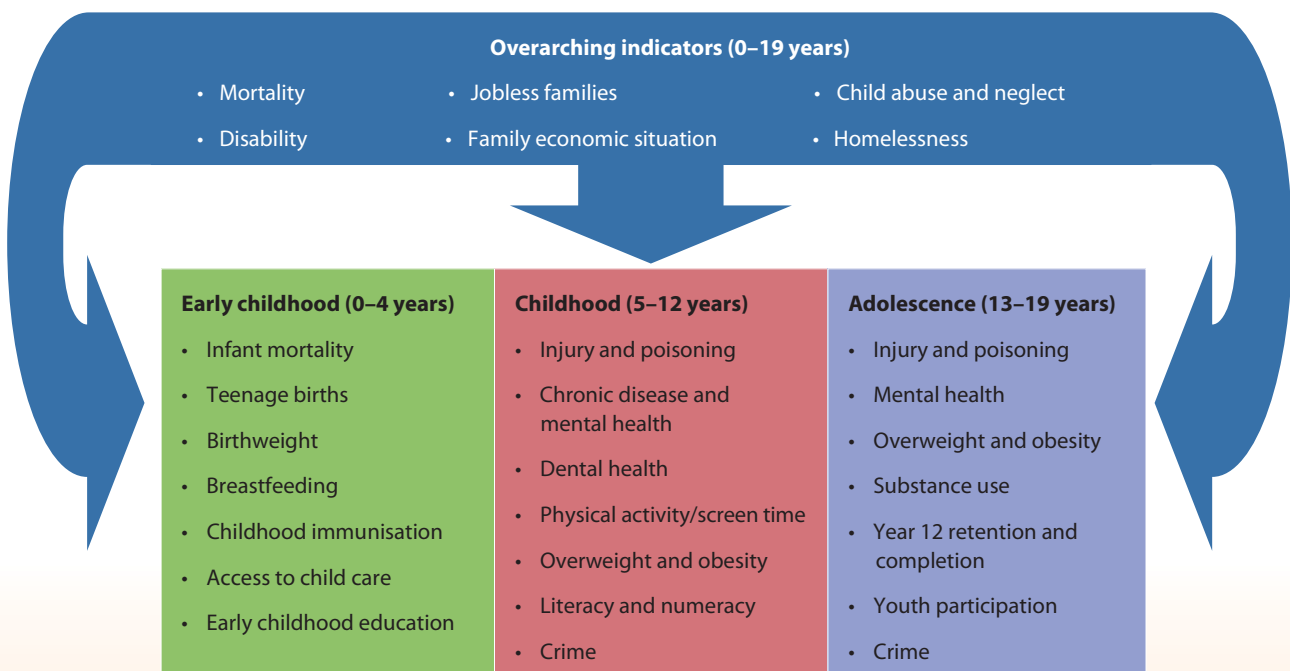 Overarching indicators (0–19 years)
• Mortality
• Jobless families
• Child abuse and neglect
• Disability
• Family economic situation
• Homelessness
Early childhood (0–4 years)
• Infant mortality
• Teenage births
• Birthweight
• Breastfeeding
• Childhood immunisation
• Access to child care
• Early childhood education
Childhood (5–12 years)
• Injury and poisoning
• Chronic disease and
mental health
• Dental health
• Physical activity/screen time
• Overweight and obesity
• Literacy and numeracy
• Crime
Adolescence (13–19 years)
• Injury and poisoning
• Mental health
• Overweight and obesity
• Substance use
• Year 12 retention and
completion
• Youth participation
• Crime